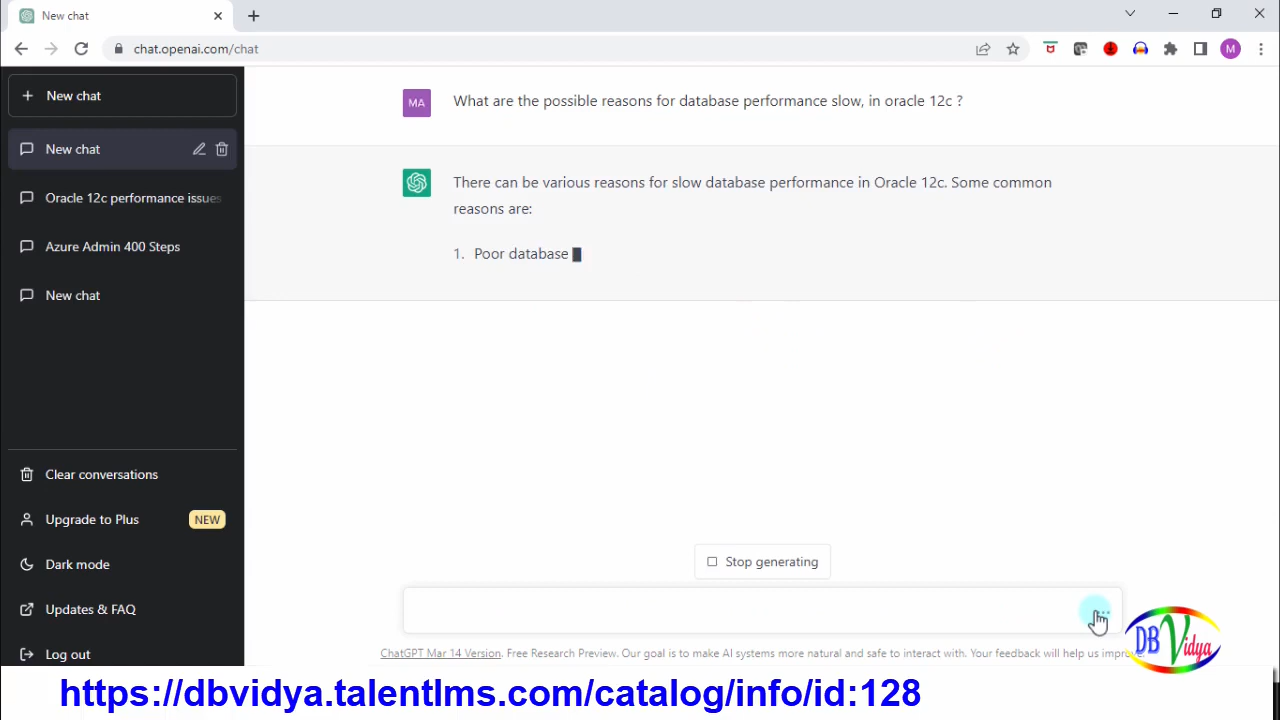 New chat
chat.openai.com/chat
M
New chat
New chat
Oracle 12c performance issues
Azure Admin 400 Steps
New chat
Clear conversations
Upgrade to Plus
NEW
Dark mode
Updates & FAQ
Log out
MA
What are the possible reasons for database performance slow, in oracle 12c ?
There can be various reasons for slow database performance in Oracle 12c. Some common
reasons are:
1. Poor database
Stop generating
ChatGPT Mar 14 Version. Free Research Preview. Our goal is to make AI systems more natural and safe to interact with. Your feedback will help us improve.
DB Vidya
https://dbvidya.talentlms.com/catalog/info/id:128